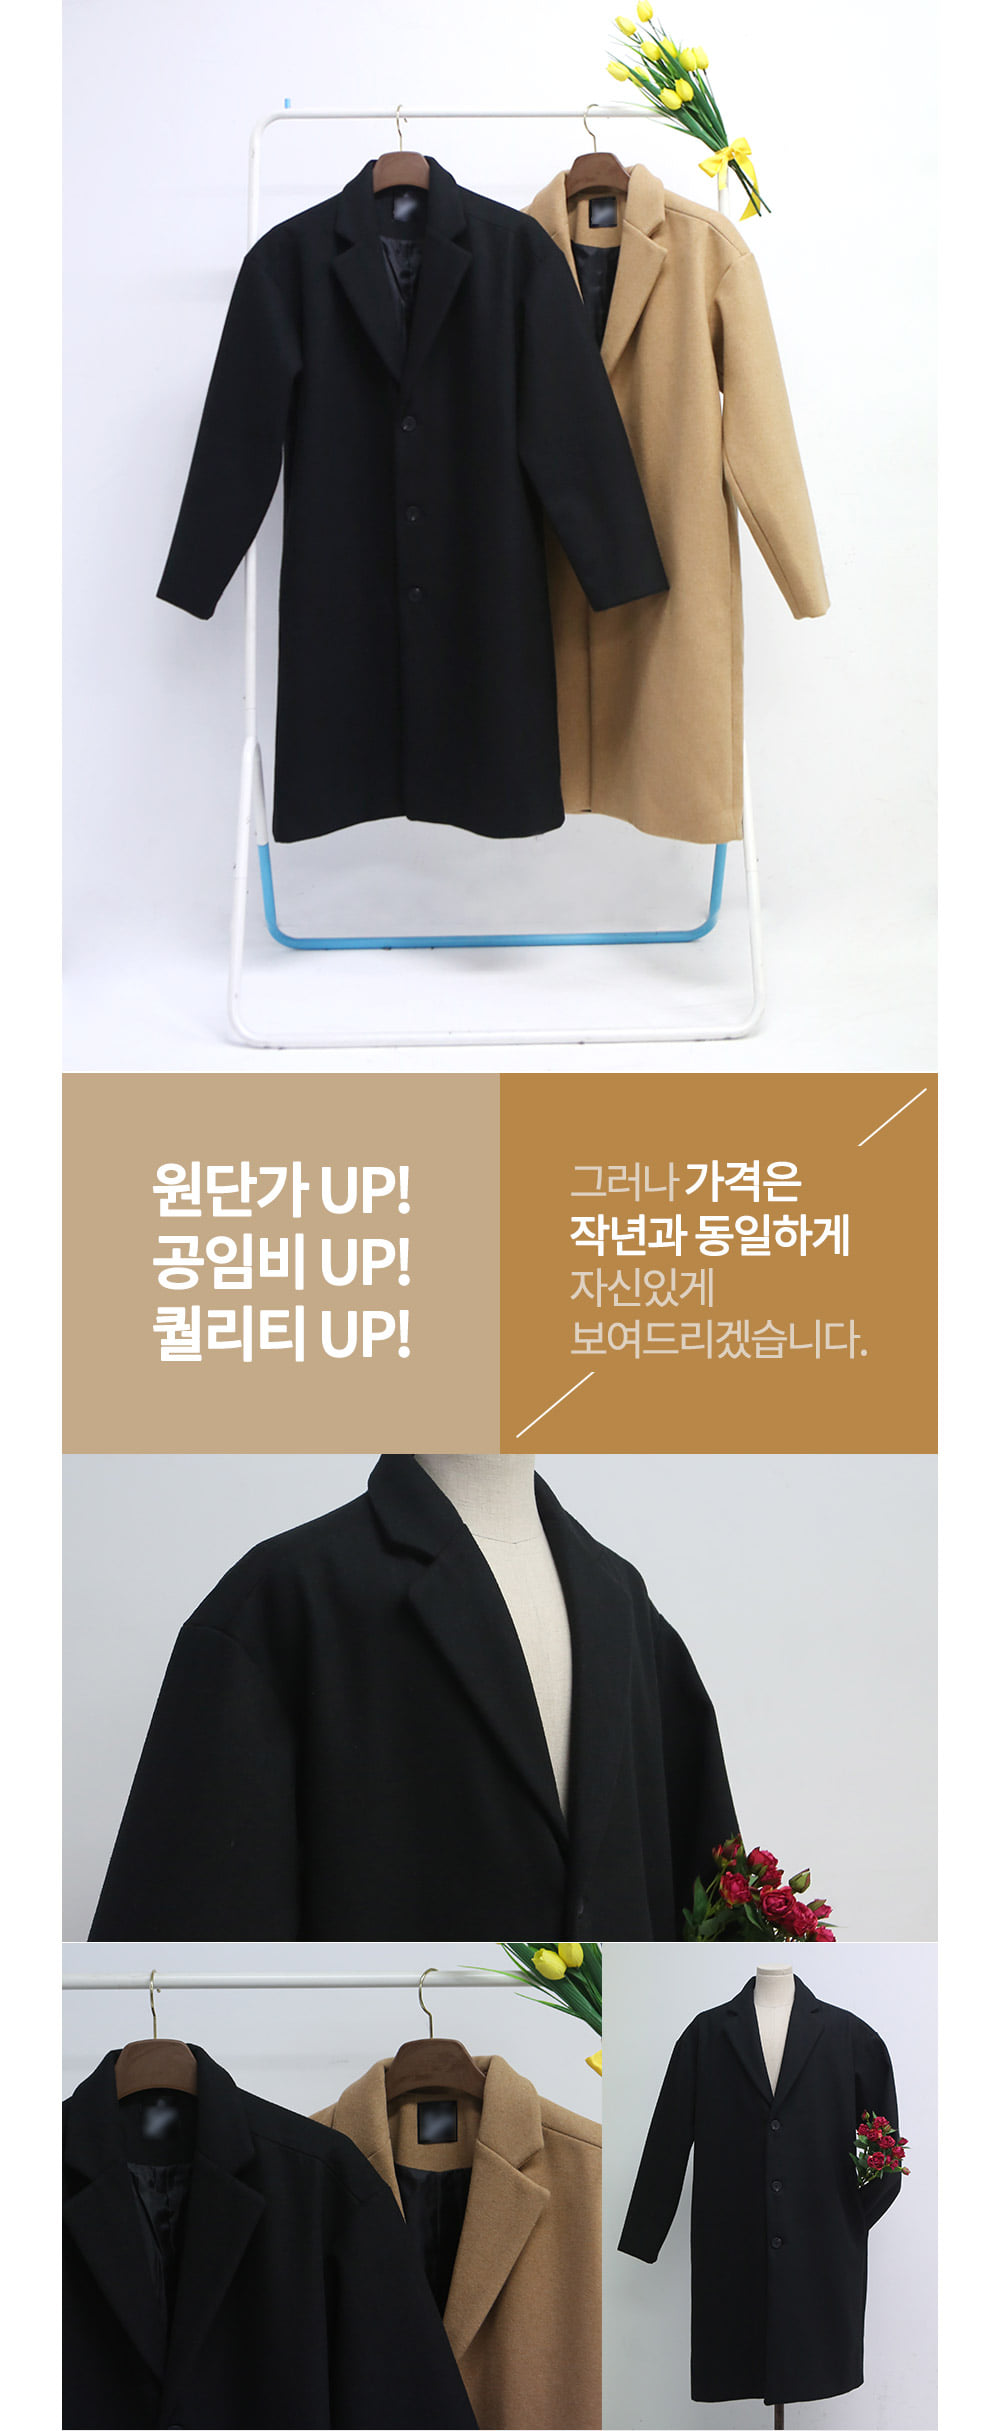 원단가 UP!
공임비 UP!
퀄리티 UP!
그러나 가격은
작년과 동일하게
자신있게
보여드리겠습니다.